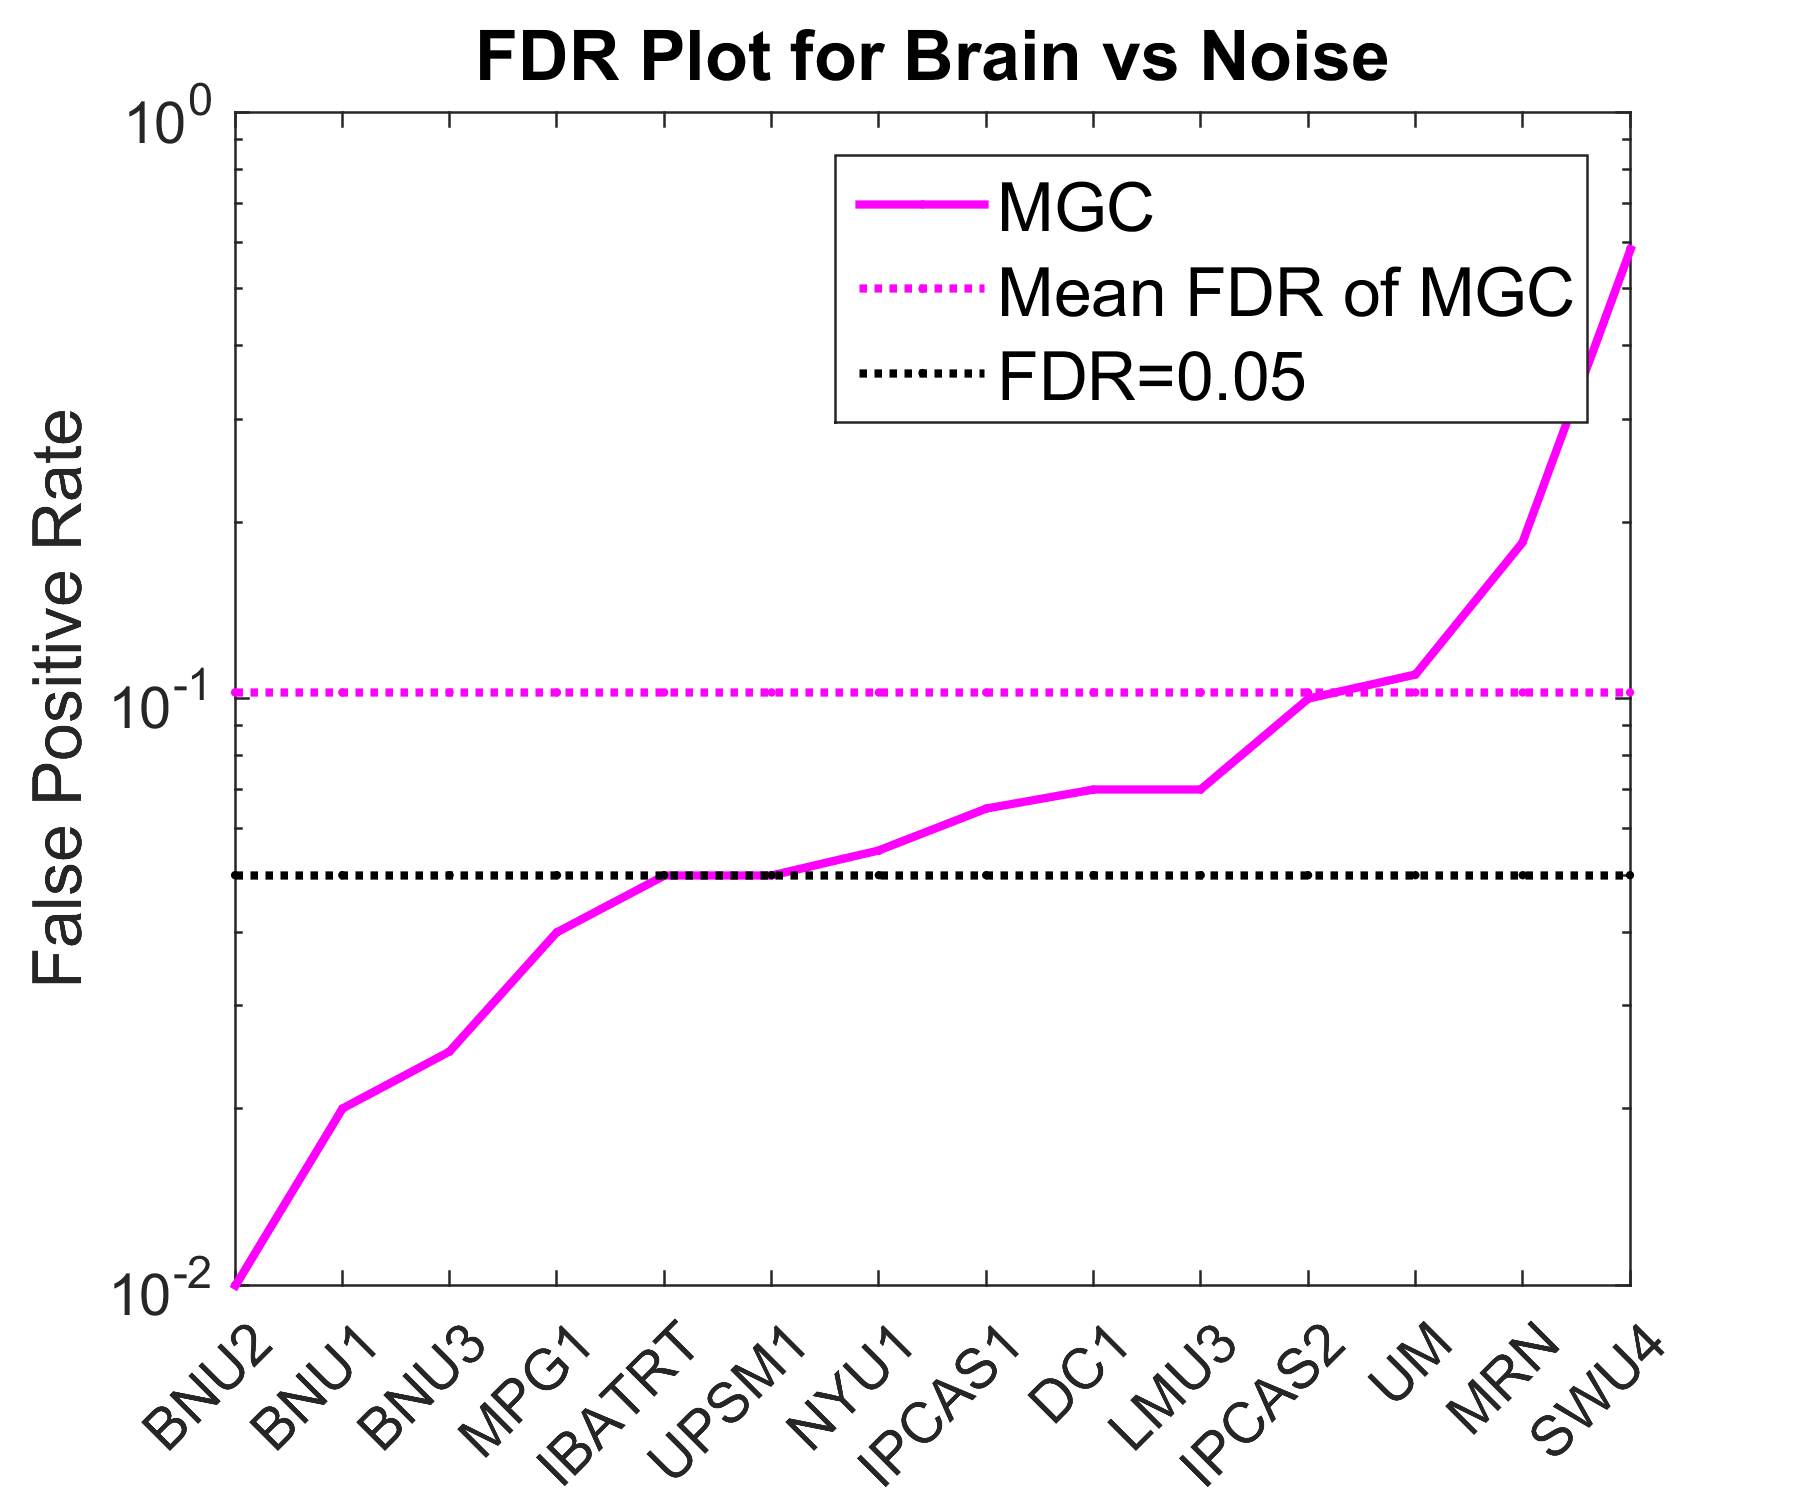 FDR Plot for Brain vs Noise
10^0
10^-1
10^-2
False Positive Rate
MGC
Mean FDR of MGC
FDR=0.05
BNU2
BNU1
BNU3
MPG1
IBATRT
UPSM1
NYU1
IPCAS1
DC1
LMU3
IPCAS2
UM
MRN
SWU4